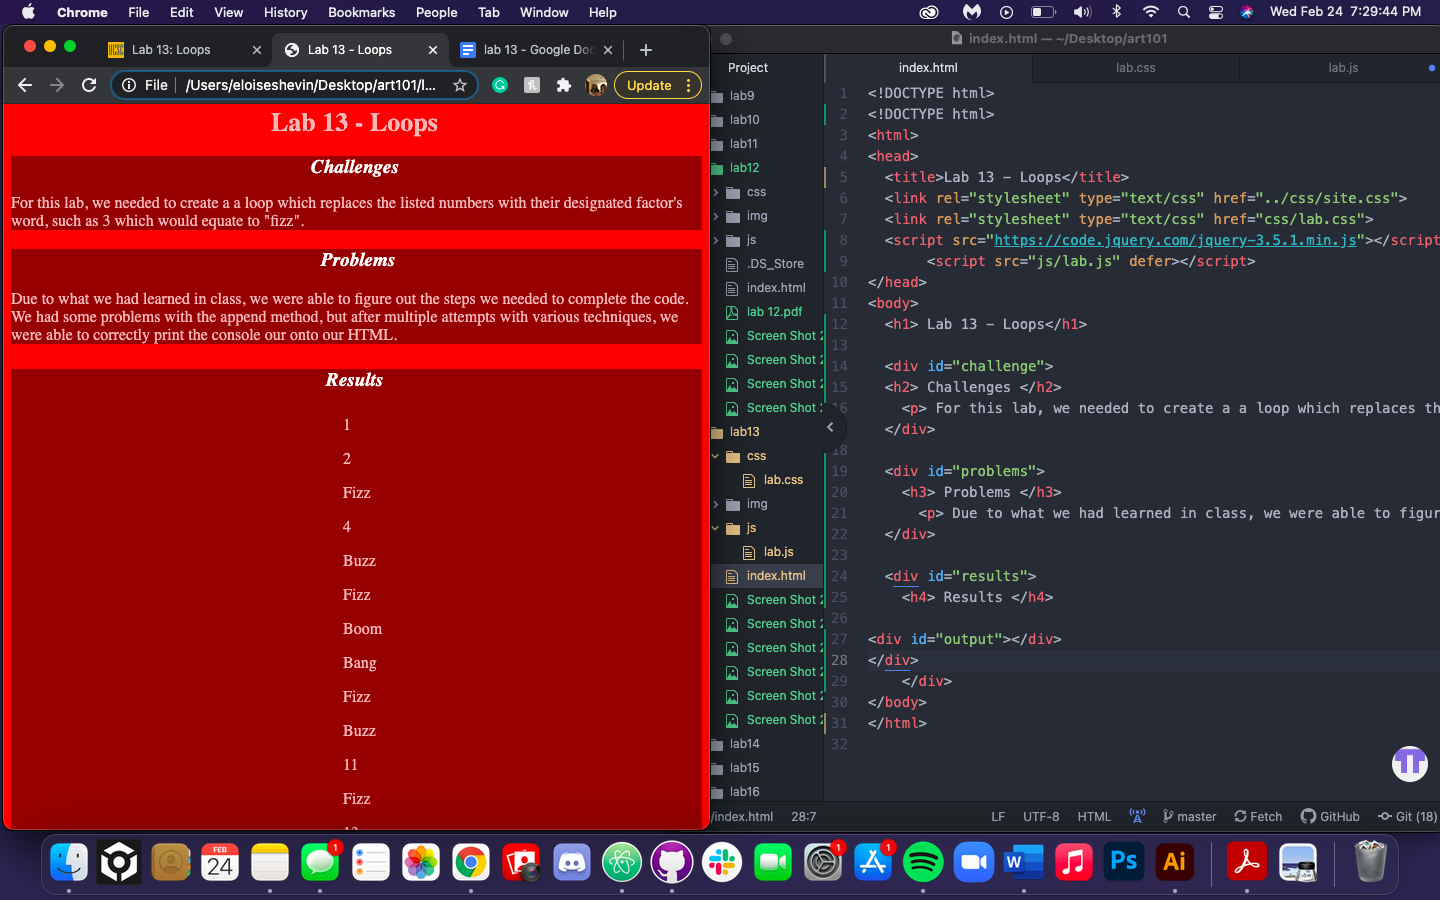 Chrome File Edit View History Bookmarks People Tab Window Help Wed Feb 24 7:29:44 PM
Lab 13: Loops Lab 13 - Loops lab 13 - Google Doc
File /Users/eloiseshevin/Desktop/art101/l... Update
Lab 13 - Loops
Challenges
For this lab, we needed to create a a loop which replaces the listed numbers with their designated factor's
word, such as 3 which would equate to "fizz".
Problems
Due to what we had learned in class, we were able to figure out the steps we needed to complete the code.
We had some problems with the append method, but after multiple attempts with various techniques, we
were able to correctly print the console our onto our HTML.
Results
1
2
Fizz
4
Buzz
Fizz
Boom
Bang
Fizz
Buzz
11
Fizz
index.html — ~/Desktop/art101
Project
lab9
lab10
lab11
lab12
css
img
js
.DS_Store
index.html
lab 12.pdf
Screen Shot 2
Screen Shot 2
Screen Shot 2
Screen Shot 2
lab13
css
lab.css
img
js
lab.js
index.html
Screen Shot 2
Screen Shot 2
Screen Shot 2
Screen Shot 2
Screen Shot 2
Screen Shot 2
lab14
lab15
lab16
index.html lab.css lab.js
1 <!DOCTYPE html>
2 <!DOCTYPE html>
3 <html>
4 <head>
5 <title>Lab 13 - Loops</title>
6 <link rel="stylesheet" type="text/css" href="../css/site.css">
7 <link rel="stylesheet" type="text/css" href="css/lab.css">
8 <script src="https://code.jquery.com/jquery-3.5.1.min.js"></script
9 <script src="js/lab.js" defer></script>
10 </head>
11 <body>
12 <h1> Lab 13 - Loops</h1>
13
14 <div id="challenge">
15 <h2> Challenges </h2>
16 <p> For this lab, we needed to create a a loop which replaces th
</div>
18
19 <div id="problems">
20 <h3> Problems </h3>
21 <p> Due to what we had learned in class, we were able to figur
22 </div>
23
24 <div id="results">
25 <h4> Results </h4>
26
27 <div id="output"></div>
28 </div>
29 </div>
30 </body>
31 </html>
32
/index.html 28:7 LF UTF-8 HTML master Fetch GitHub Git (18)
FEB
24
1
1
1
W
Ps
Ai